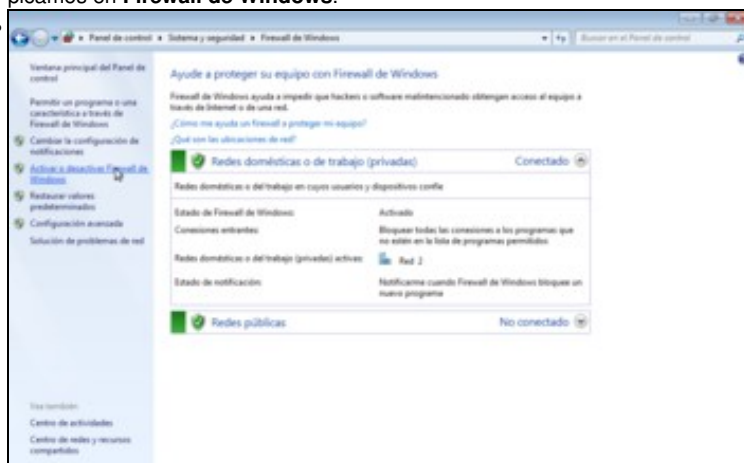 picamos en Firewall de Windows.
Panel de control ▸ Sistema y seguridad ▸ Firewall de Windows
Buscar en el Panel de control
Ventana principal del Panel de
control
Permitir un programa o una
característica a través de
Firewall de Windows
Cambiar la configuración de
notificaciones
Activar o desactivar Firewall de
Windows
Restaurar valores
predeterminados
Configuración avanzada
Solución de problemas de red
Ayude a proteger su equipo con Firewall de Windows
Firewall de Windows ayuda a impedir que hackers o software malintencionado obtengan acceso al equipo a
través de Internet o de una red.
¿Cómo me ayuda un firewall a proteger mi equipo?
¿Qué son las ubicaciones de red?
Redes domésticas o de trabajo (privadas) Conectado
Redes domésticas o del trabajo en cuyos usuarios y dispositivos confía
Estado de Firewall de Windows: Activado
Conexiones entrantes: Bloquear todas las conexiones a los programas que
no estén en la lista de programas permitidos
Redes domésticas o del trabajo (privadas) activas: Red 2
Estado de notificación: Notificarme cuando Firewall de Windows bloquee un
nuevo programa
Redes públicas No conectado
Vea también
Centro de actividades
Centro de redes y recursos
compartidos